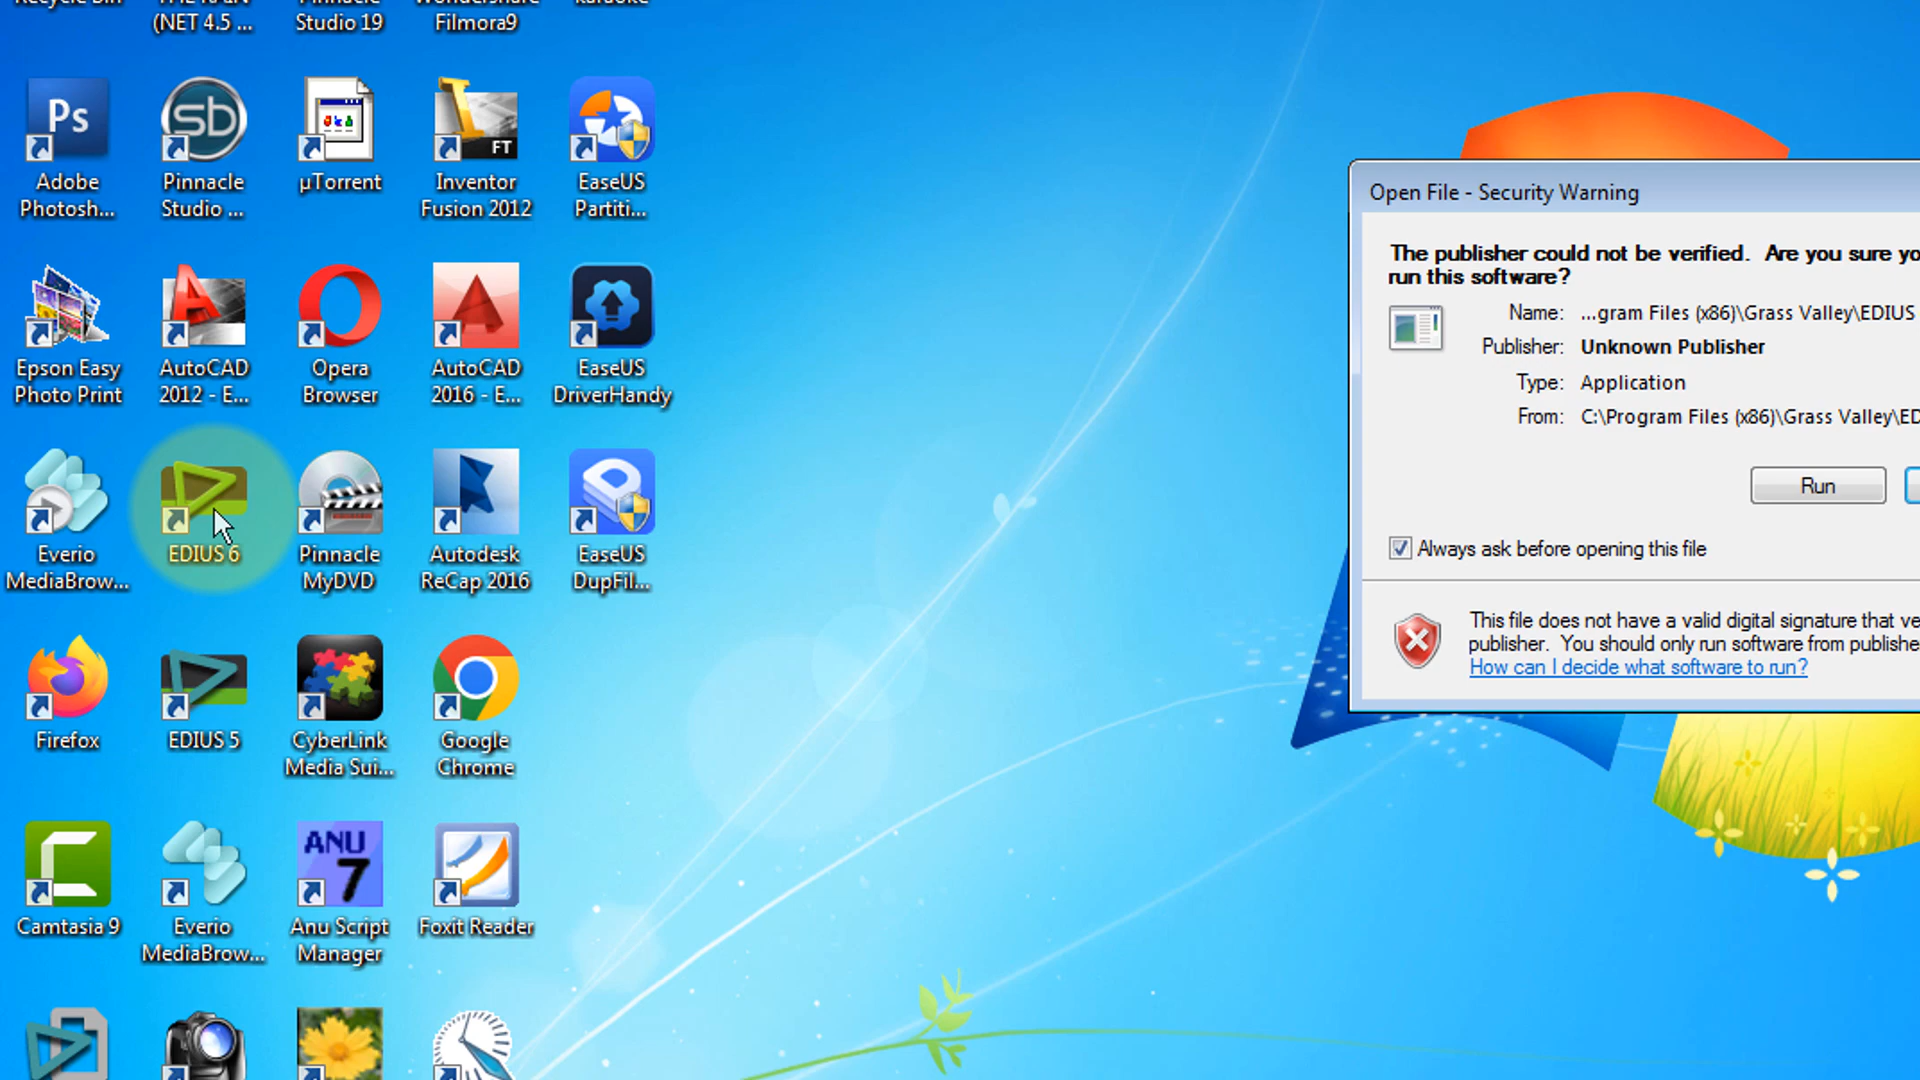 (NET 4.5 ...
Studio 19
Filmora9
Ps
Adobe
Photosh...
sb
Pinnacle
Studio ...
µTorrent
FT
Inventor
Fusion 2012
EaseUS
Partiti...
Epson Easy
Photo Print
AutoCAD
2012 - E...
Opera
Browser
AutoCAD
2016 - E...
EaseUS
DriverHandy
Everio
MediaBrow...
EDIUS 6
Pinnacle
MyDVD
Autodesk
ReCap 2016
EaseUS
DupFil...
Firefox
EDIUS 5
CyberLink
Media Sui...
Google
Chrome
Camtasia 9
Everio
MediaBrow...
ANU
7
Anu Script
Manager
Foxit Reader
Open File - Security Warning
The publisher could not be verified. Are you sure yo
run this software?
Name: ...gram Files (x86)\Grass Valley\EDIUS
Publisher: Unknown Publisher
Type: Application
From: C:\Program Files (x86)\Grass Valley\ED
Run
Always ask before opening this file
This file does not have a valid digital signature that ve
publisher. You should only run software from publishe
How can I decide what software to run?